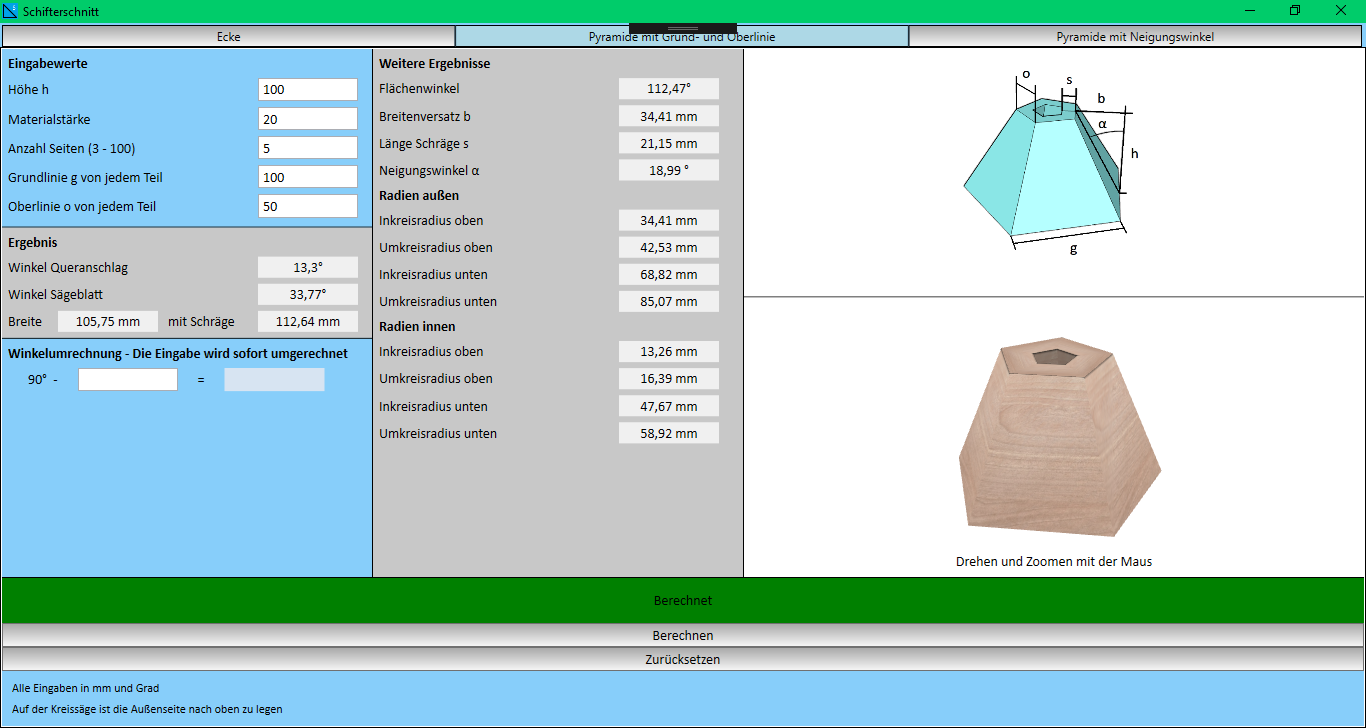 Schifterschnitt
Ecke
Pyramide mit Grund- und Oberlinie
Pyramide mit Neigungswinkel
Eingabewerte
Höhe h 100
Materialstärke 20
Anzahl Seiten (3 - 100) 5
Grundlinie g von jedem Teil 100
Oberlinie o von jedem Teil 50
Ergebnis
Winkel Queranschlag 13,3°
Winkel Sägeblatt 33,77°
Breite 105,75 mm mit Schräge 112,64 mm
Winkelumrechnung - Die Eingabe wird sofort umgerechnet
90° - =
Weitere Ergebnisse
Flächenwinkel 112,47°
Breitenversatz b 34,41 mm
Länge Schräge s 21,15 mm
Neigungswinkel α 18,99 °
Radien außen
Inkreisradius oben 34,41 mm
Umkreisradius oben 42,53 mm
Inkreisradius unten 68,82 mm
Umkreisradius unten 85,07 mm
Radien innen
Inkreisradius oben 13,26 mm
Umkreisradius oben 16,39 mm
Inkreisradius unten 47,67 mm
Umkreisradius unten 58,92 mm
o
s
b
α
h
g
Drehen und Zoomen mit der Maus
Berechnet
Berechnen
Zurücksetzen
Alle Eingaben in mm und Grad
Auf der Kreissäge ist die Außenseite nach oben zu legen